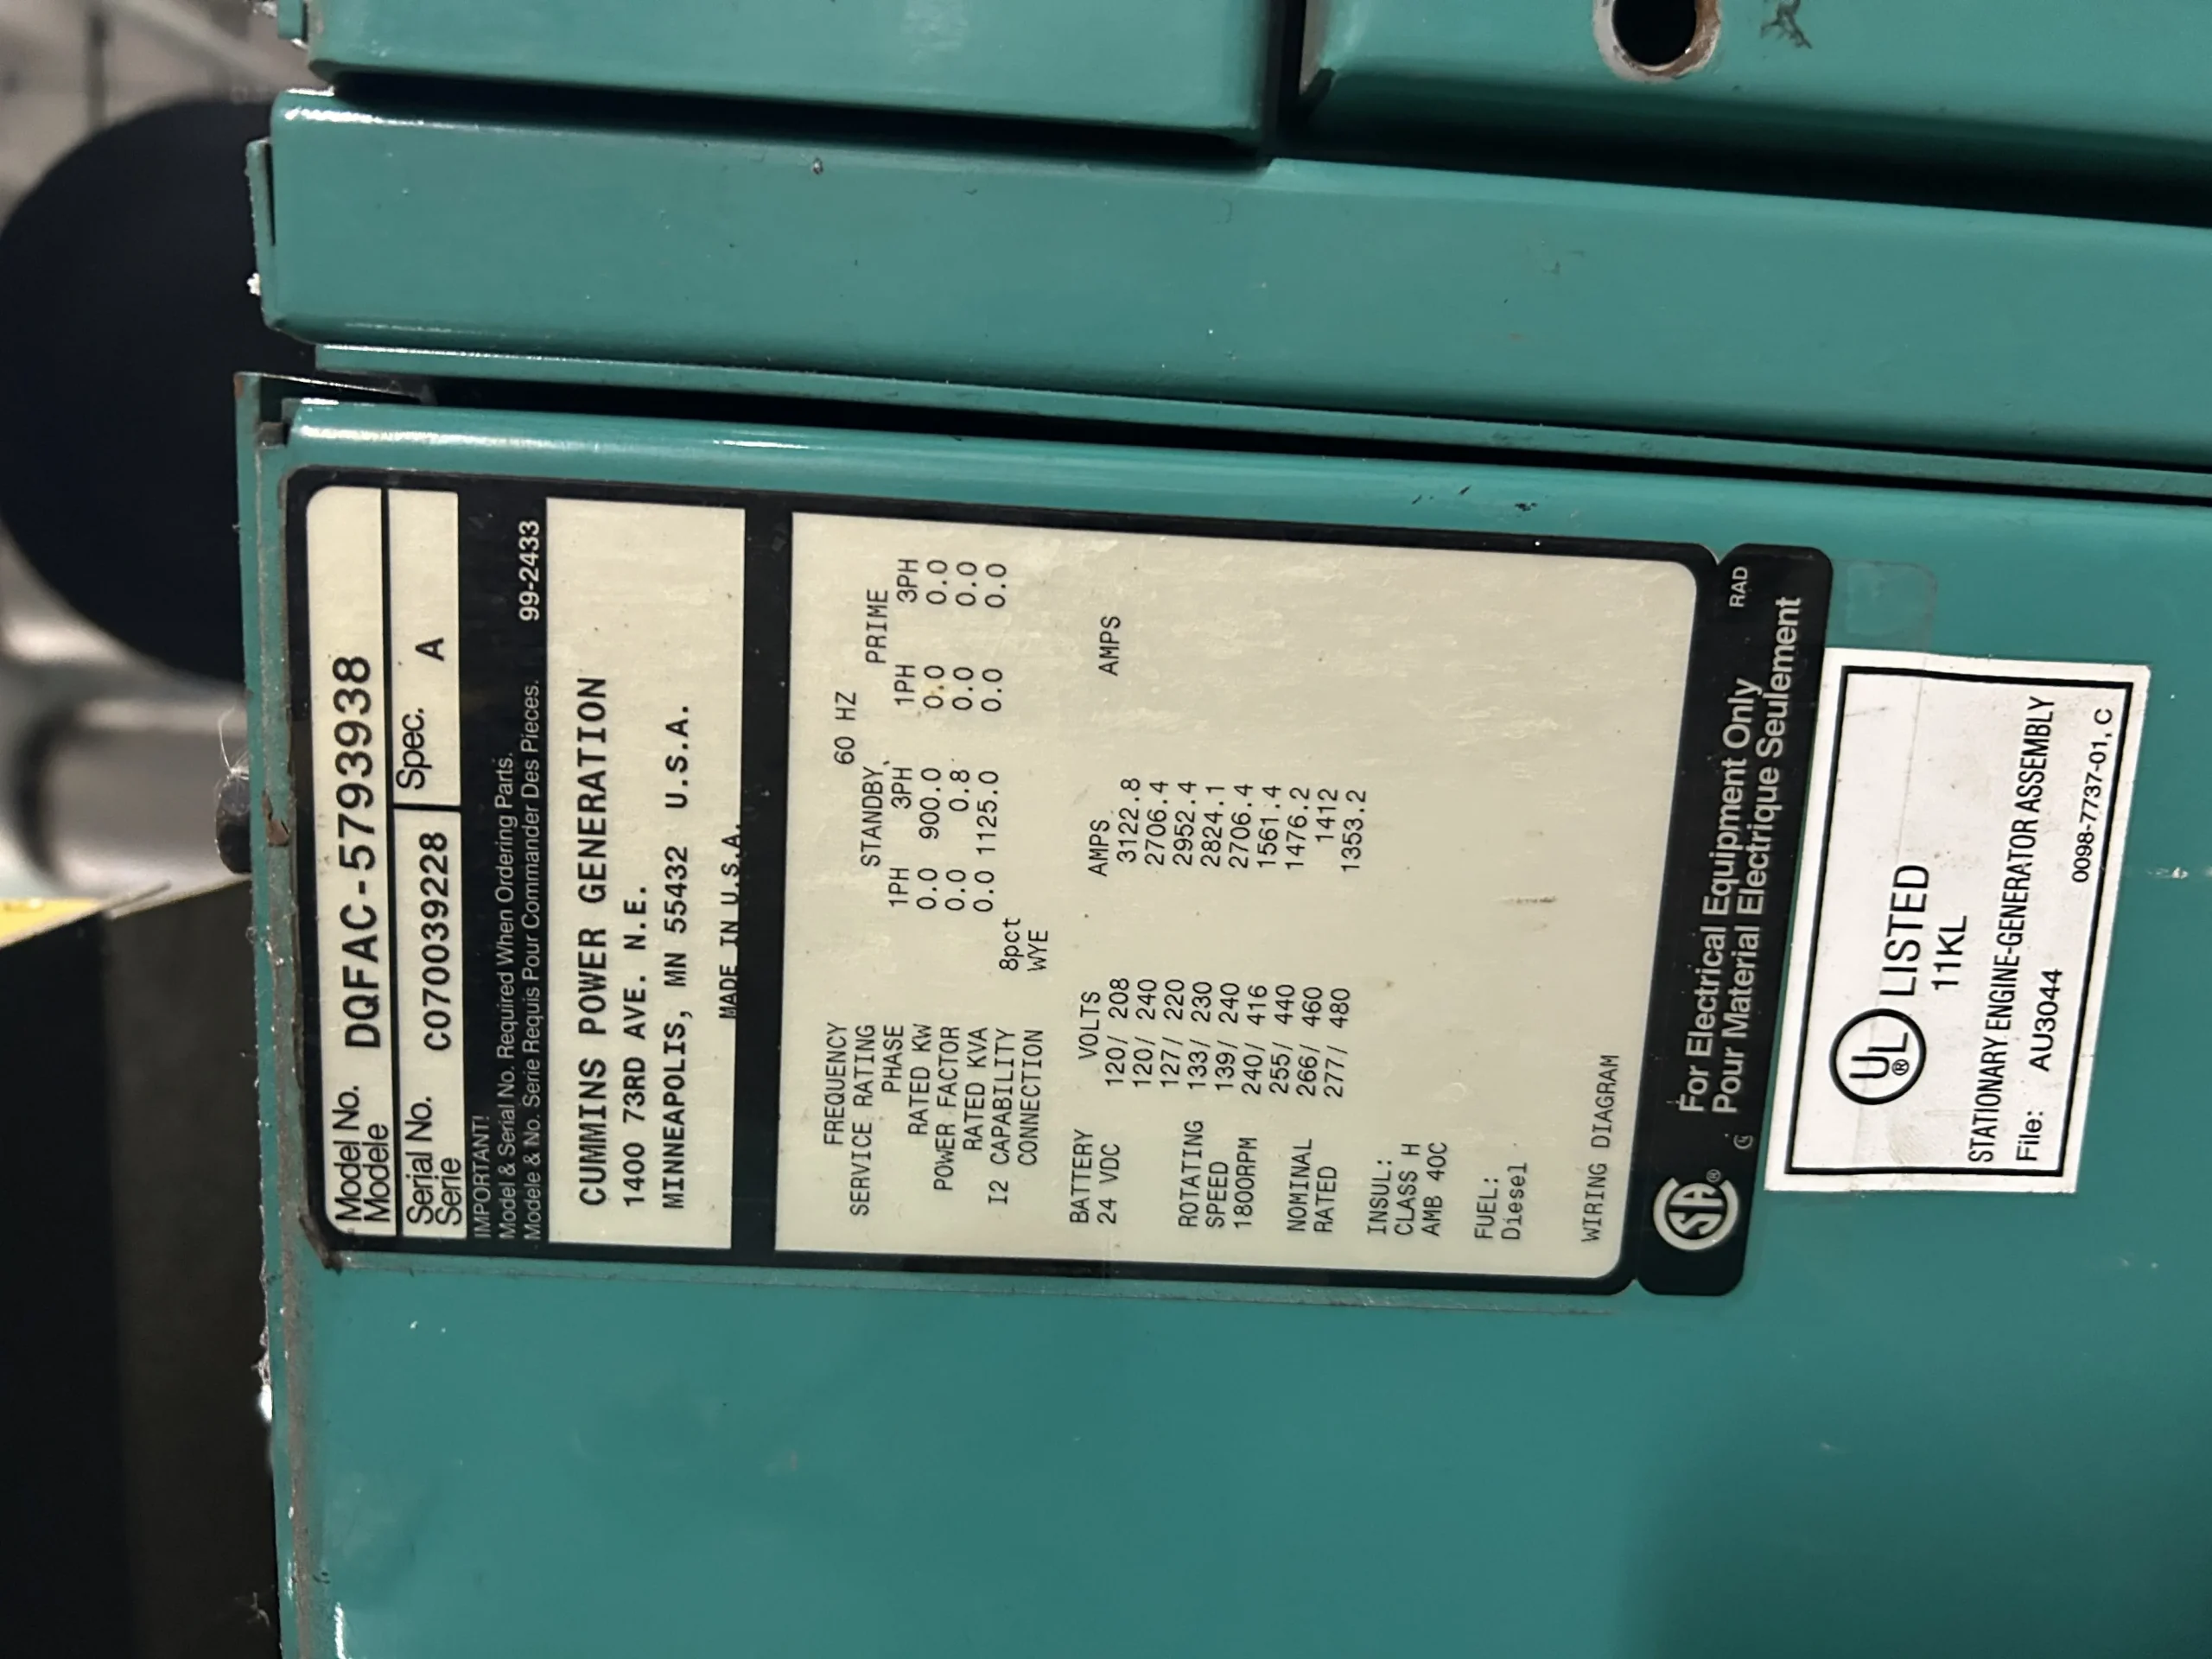 Model No. DQFAC-5793938
Modele
Serial No. C070039228 Spec. A
Serie
IMPORTANT!
Model & Serial No. Required When Ordering Parts.
Modele & No. Serie Requis Pour Commander Des Pieces. 99-2433
CUMMINS POWER GENERATION
1400 73RD AVE. N.E.
MINNEAPOLIS, MN 55432 U.S.A.
MADE IN U.S.A.
FREQUENCY 60 HZ
SERVICE RATING STANDBY PRIME
PHASE 1PH 3PH 1PH 3PH
RATED KW 0.0 900.0 0.0 0.0
POWER FACTOR 0.0 0.8 0.0 0.0
RATED KVA 0.0 1125.0 0.0 0.0
I2 CAPABILITY 8pct
CONNECTION WYE
BATTERY VOLTS AMPS AMPS
24 VDC 120/ 208 3122.8
120/ 240 2706.4
127/ 220 2952.4
ROTATING 133/ 230 2824.1
SPEED 139/ 240 2706.4
1800RPM 240/ 416 1561.4
255/ 440 1476.2
NOMINAL 266/ 460 1412
RATED 277/ 480 1353.2
INSUL:
CLASS H
AMB 40C
FUEL:
Diesel
WIRING DIAGRAM
SA ® For Electrical Equipment Only RAD
Pour Material Electrique Seulement
UL ® LISTED
11KL
STATIONARY ENGINE-GENERATOR ASSEMBLY
File: AU3044 0098-7737-01, C